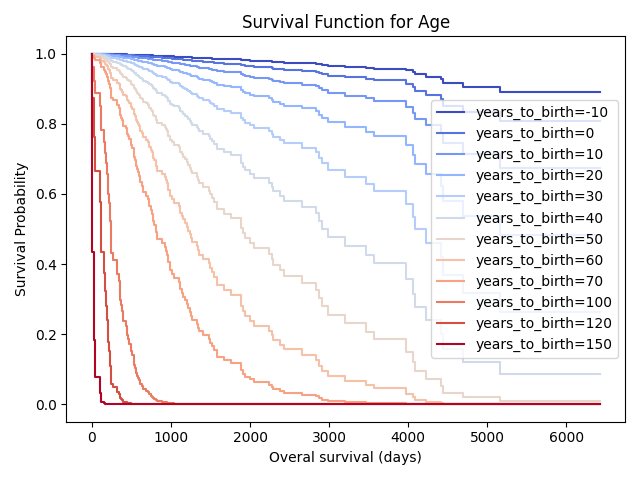 Survival Function for Age
Survival Probability
1.0
0.8
0.6
0.4
0.2
0.0
years_to_birth=-10
years_to_birth=0
years_to_birth=10
years_to_birth=20
years_to_birth=30
years_to_birth=40
years_to_birth=50
years_to_birth=60
years_to_birth=70
years_to_birth=100
years_to_birth=120
years_to_birth=150
0 1000 2000 3000 4000 5000 6000
Overal survival (days)